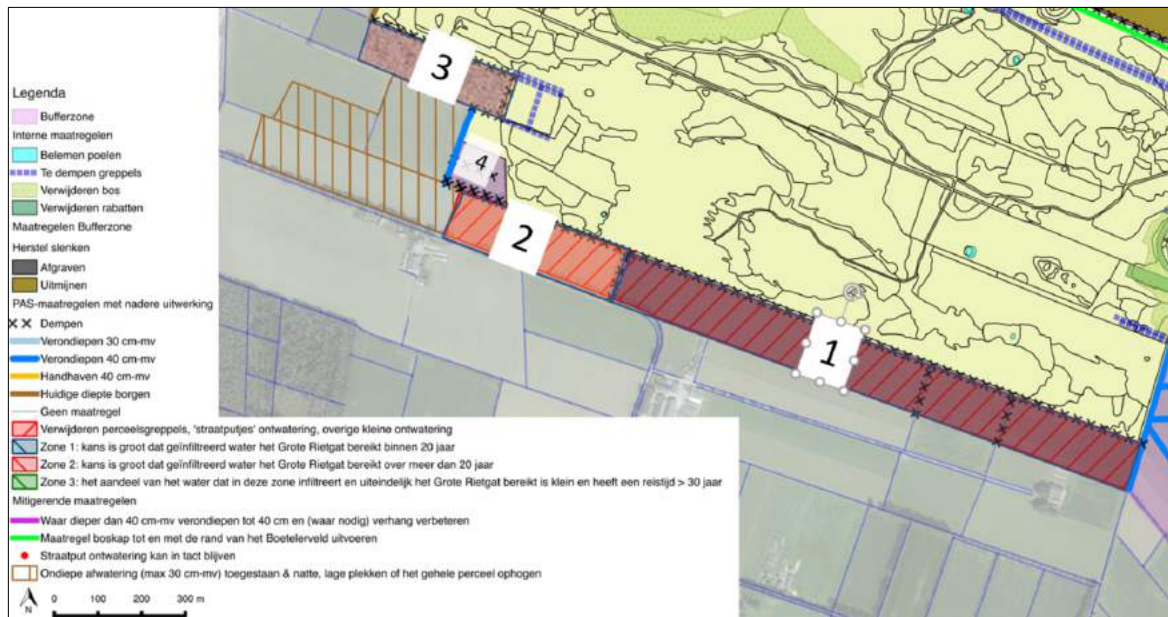 3
4
2
1
Legenda
Bufferzone
Interne maatregelen
Belemen poelen
Te dempen greppels
Verwijderen bos
Verwijderen rabatten
Maatregelen Bufferzone
Herstel slenken
Afgraven
Uitmijnen
PAS-maatregelen met nadere uitwerking
Dempen
Verondiepen 30 cm-mv
Verondiepen 40 cm-mv
Handhaven 40 cm-mv
Huidige diepte borgen
Geen maatregel
Verwijderen perceelsgreppels, 'straatputjes' ontwatering, overige kleine ontwatering
Zone 1: kans is groot dat geïnfiltreerd water het Grote Rietgat bereikt binnen 20 jaar
Zone 2: kans is groot dat geïnfiltreerd water het Grote Rietgat bereikt over meer dan 20 jaar
Zone 3: het aandeel van het water dat in deze zone infiltreert en uiteindelijk het Grote Rietgat bereikt is klein en heeft een reistijd > 30 jaar
Mitigerende maatregelen
Waar dieper dan 40 cm-mv verondiepen tot 40 cm en (waar nodig) verhang verbeteren
Maatregel boskap tot en met de rand van het Boetelerveld uitvoeren
Straatput ontwatering kan in tact blijven
Ondiepe afwatering (max 30 cm-mv) toegestaan & natte, lage plekken of het gehele perceel ophogen
N
0 100 200 300 m